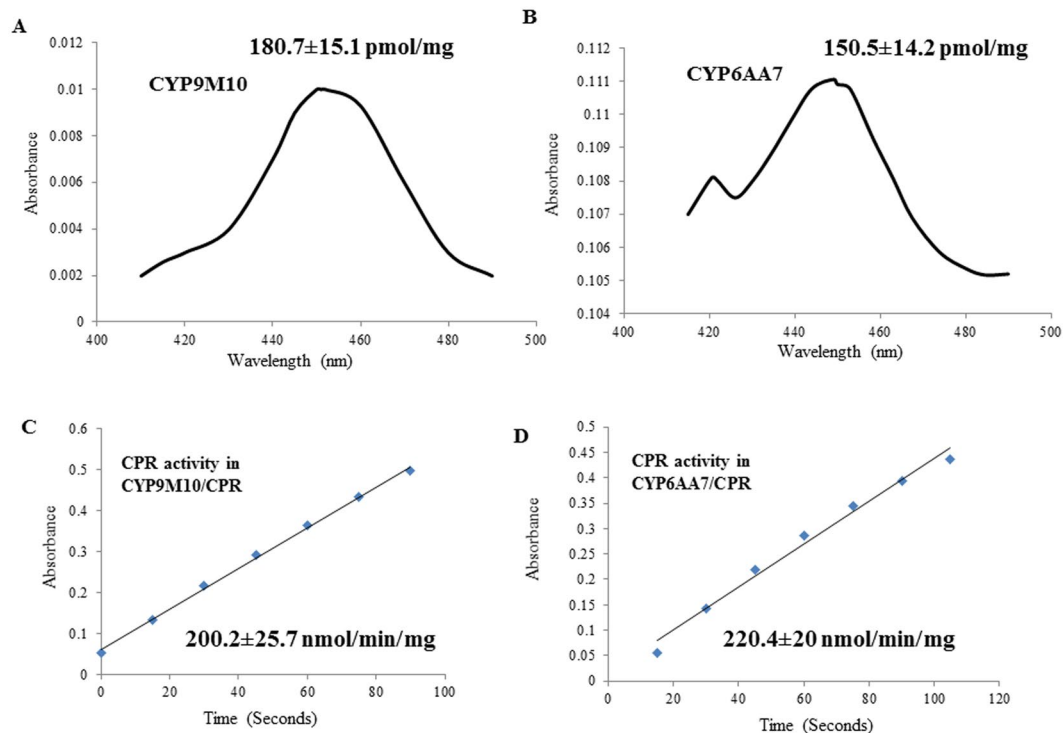 A
180.7±15.1 pmol/mg
CYP9M10
0.012
0.01
0.008
0.006
0.004
0.002
0
Absorbance
400 420 440 460 480 500
Wavelength (nm)
B
150.5±14.2 pmol/mg
CYP6AA7
0.112
0.111
0.11
0.109
0.108
0.107
0.106
0.105
0.104
Absorbance
400 420 440 460 480 500
Wavelength (nm)
C
CPR activity in
CYP9M10/CPR
0.6
0.5
0.4
0.3
0.2
0.1
0
Absorbance
200.2±25.7 nmol/min/mg
0 20 40 60 80 100
Time (Seconds)
D
CPR activity in
CYP6AA7/CPR
0.5
0.45
0.4
0.35
0.3
0.25
0.2
0.15
0.1
0.05
0
Absorbance
220.4±20 nmol/min/mg
0 20 40 60 80 100 120
Time (Seconds)